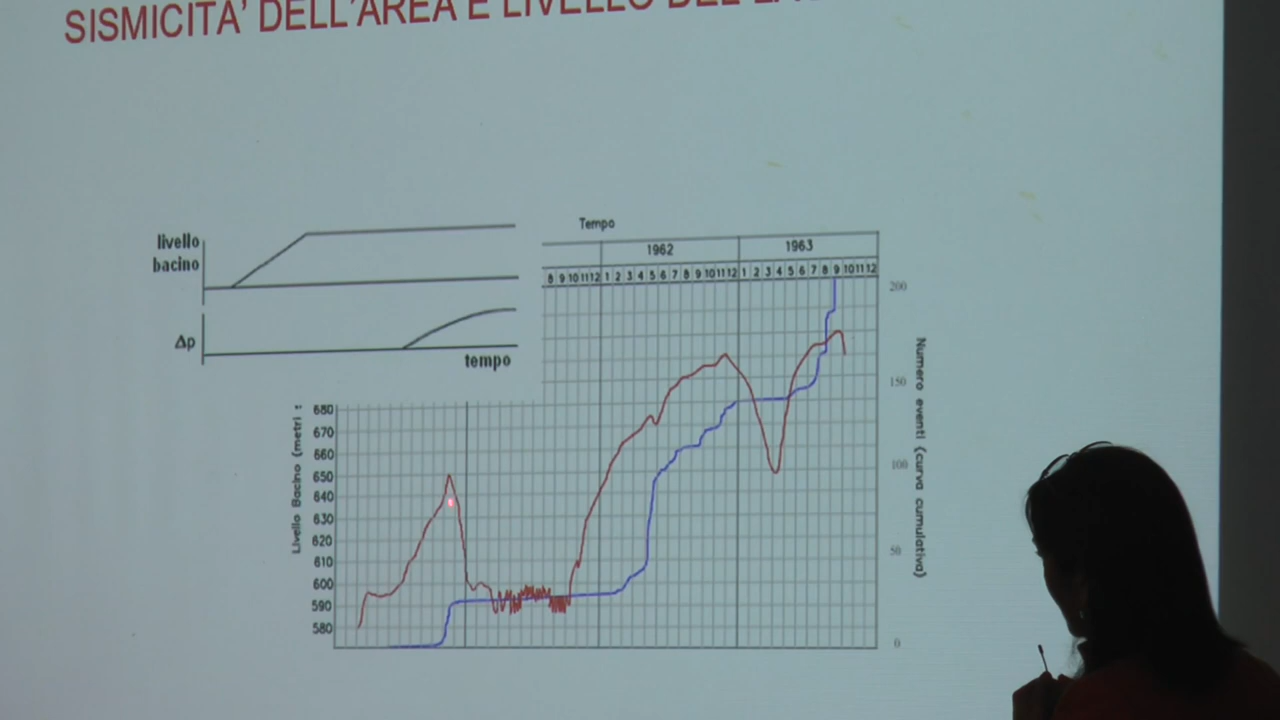 SISMICITA' DELL'AREA E LIVELLO DEL
livello
bacino
Δp
tempo
Tempo
1962 1963
8 9 10 11 12 1 2 3 4 5 6 7 8 9 10 11 12 1 2 3 4 5 6 7 8 9 10 11 12
Livello Bacino (metri
680
670
660
650
640
630
620
610
600
590
580
200
150
100
50
0
Numero eventi (curva cumulativa)